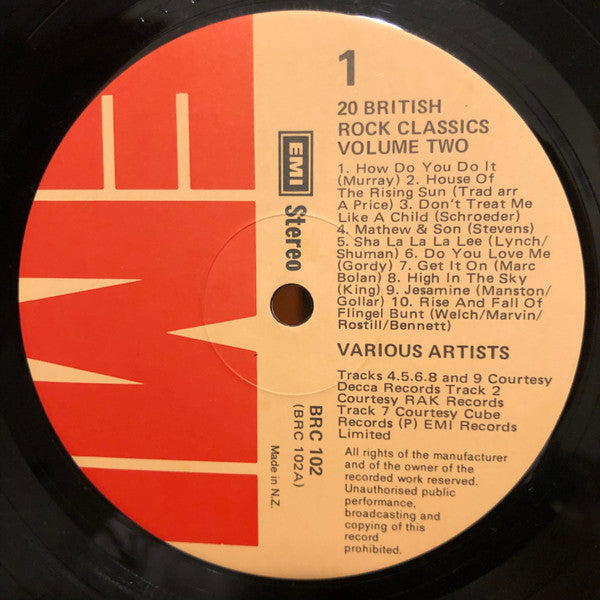 1
20 BRITISH
ROCK CLASSICS
VOLUME TWO
1. How Do You Do It
(Murray) 2. House Of
The Rising Sun (Trad arr
A Price) 3. Don't Treat Me
Like A Child (Schroeder)
4. Mathew & Son (Stevens)
5. Sha La La La Lee (Lynch/
Shuman) 6. Do You Love Me
(Gordy) 7. Get It On (Marc
Bolan) 8. High In The Sky
(King) 9. Jesamine (Manston/
Gollar) 10. Rise And Fall Of
Flingel Bunt (Welch/Marvin/
Rostill/Bennett)
VARIOUS ARTISTS
Tracks 4.5.6.8 and 9 Courtesy
Decca Records Track 2
Courtesy RAK Records
Track 7 Courtesy Cube
Records (P) EMI Records
Limited
All rights of the manufacturer
and of the owner of the
recorded work reserved.
Unauthorised public
performance,
broadcasting and
copying of this
record
prohibited.
EMI
Stereo
BRC 102
(BRC 102A)
Made in N.Z.
EMI